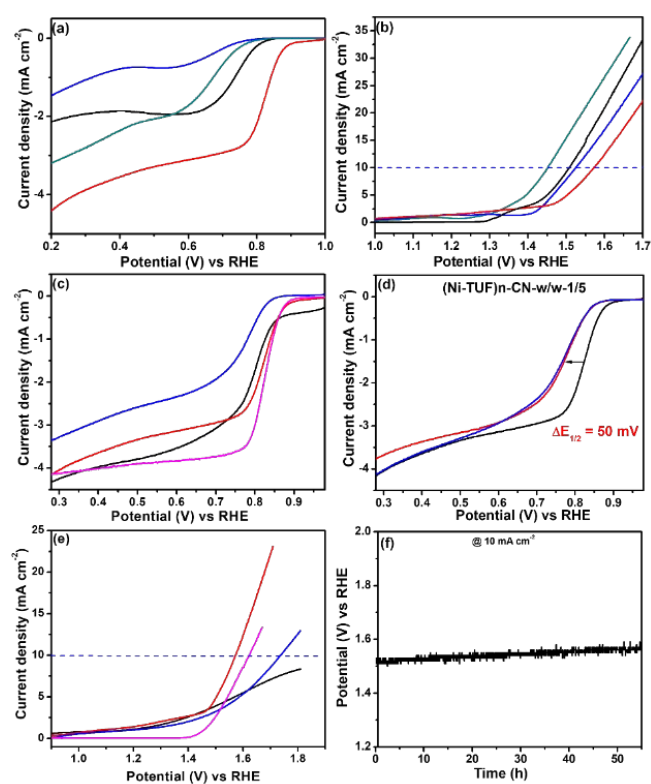 (a)
Current density (mA cm⁻²)
0
-2
-4
0.2 0.4 0.6 0.8 1.0
Potential (V) vs RHE
(b)
Current density (mA cm⁻²)
35
30
25
20
15
10
5
0
1.0 1.1 1.2 1.3 1.4 1.5 1.6 1.7
Potential (V) vs RHE
(c)
Current density (mA cm⁻²)
0
-1
-2
-3
-4
0.3 0.4 0.5 0.6 0.7 0.8 0.9
Potential (V) vs RHE
(d)
(Ni-TUF)n-CN-w/w-1/5
ΔE1/2 = 50 mV
Current density (mA cm⁻²)
0
-1
-2
-3
-4
0.3 0.4 0.5 0.6 0.7 0.8 0.9
Potential (V) vs RHE
(e)
Current density (mA cm⁻²)
25
20
15
10
5
0
1.0 1.2 1.4 1.6 1.8
Potential (V) vs RHE
(f)
@ 10 mA cm⁻²
Potential (V) vs RHE
2.0
1.8
1.6
1.5
1.4
1.2
0 10 20 30 40 50
Time (h)